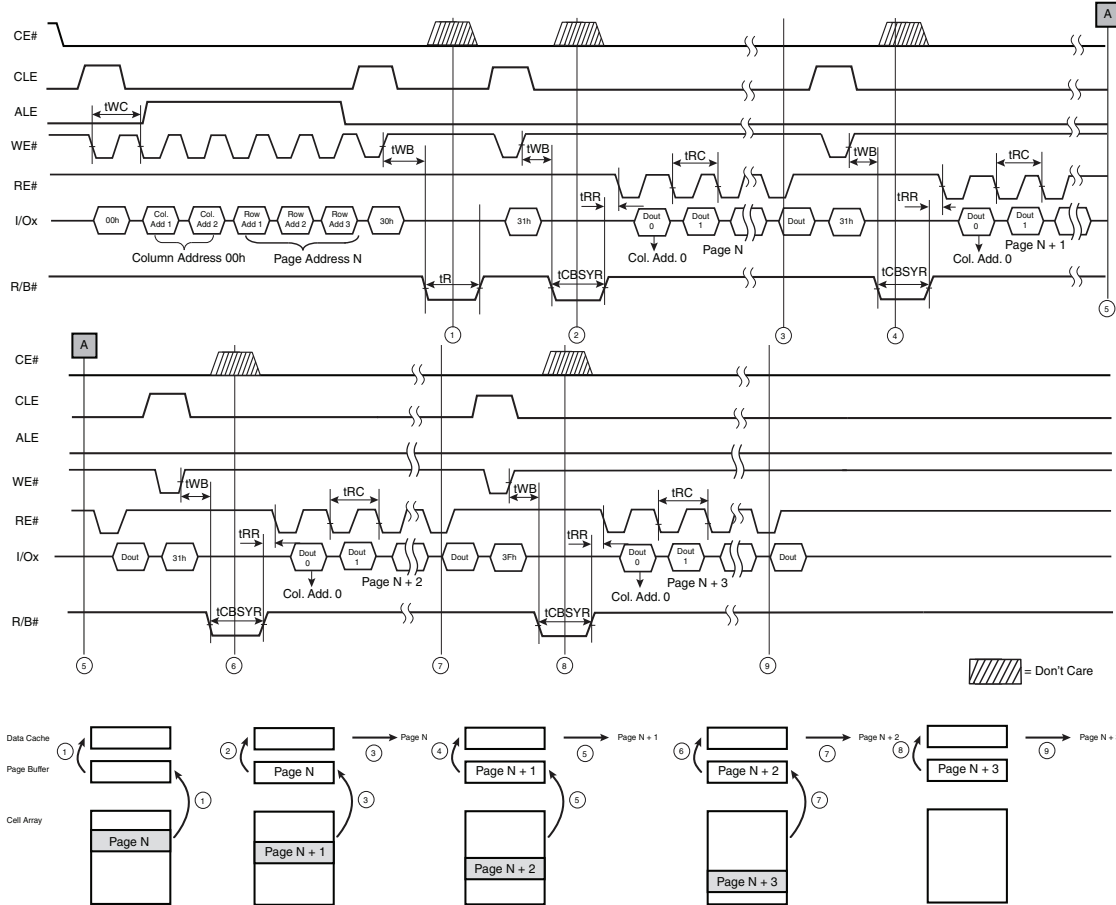 A
CE#
CLE
ALE
tWC
WE#
tWB
tWB
tWB
RE#
tRC
tRC
tRR
tRR
I/Ox
00h
Col. Add 1
Col. Add 2
Row Add 1
Row Add 2
Row Add 3
30h
31h
Dout 0
Dout 1
Dout
31h
Dout 0
Dout 1
Column Address 00h
Page Address N
Col. Add. 0
Page N
Col. Add. 0
Page N + 1
R/B#
tR
tCBSYR
tCBSYR
1
2
3
4
5
A
CE#
CLE
ALE
WE#
tWB
tWB
RE#
tRC
tRC
tRR
tRR
I/Ox
Dout
31h
Dout 0
Dout 1
Dout
3Fh
Dout 0
Dout 1
Dout
Page N + 2
Page N + 3
Col. Add. 0
Col. Add. 0
R/B#
tCBSYR
tCBSYR
5
6
7
8
9
= Don't Care
Data Cache
1
2
3
Page N
4
5
Page N + 1
6
7
Page N + 2
8
9
Page N +
Page Buffer
Page N
Page N + 1
Page N + 2
Page N + 3
1
3
5
7
Cell Array
Page N
Page N + 1
Page N + 2
Page N + 3